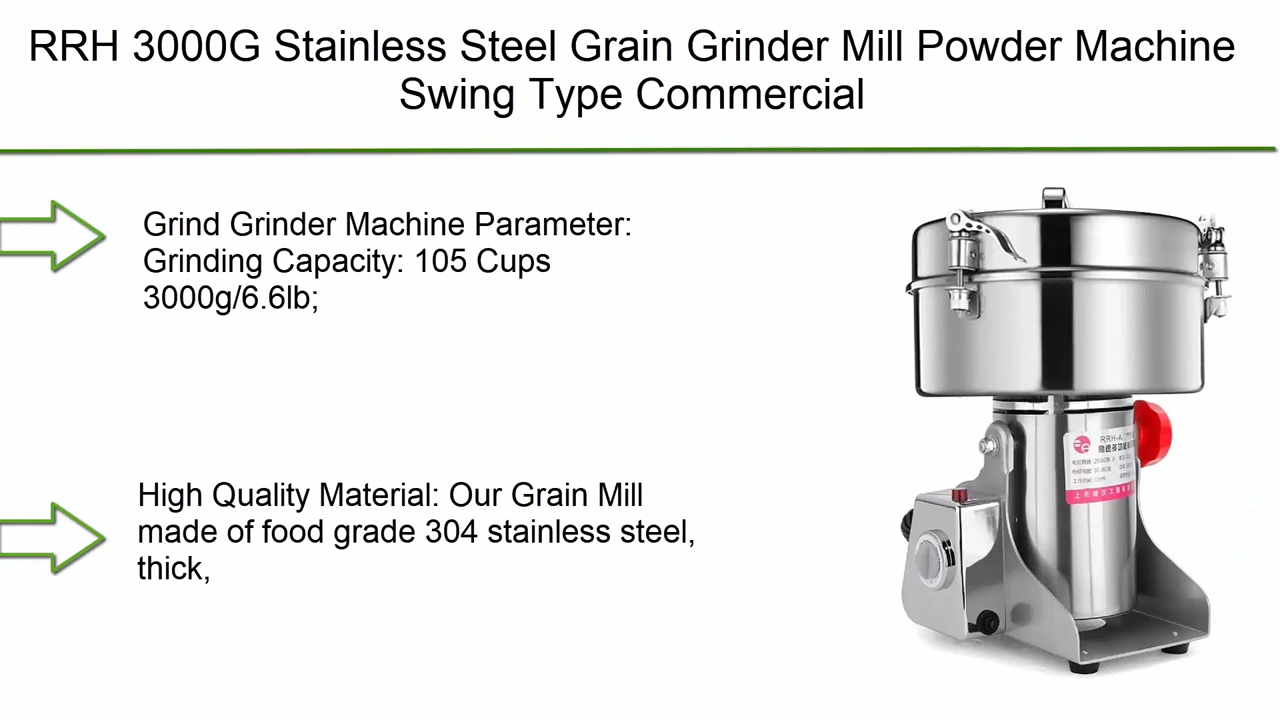 RRH 3000G Stainless Steel Grain Grinder Mill Powder Machine
Swing Type Commercial
Grind Grinder Machine Parameter:
Grinding Capacity: 105 Cups
3000g/6.6lb;
High Quality Material: Our Grain Mill
made of food grade 304 stainless steel,
thick,